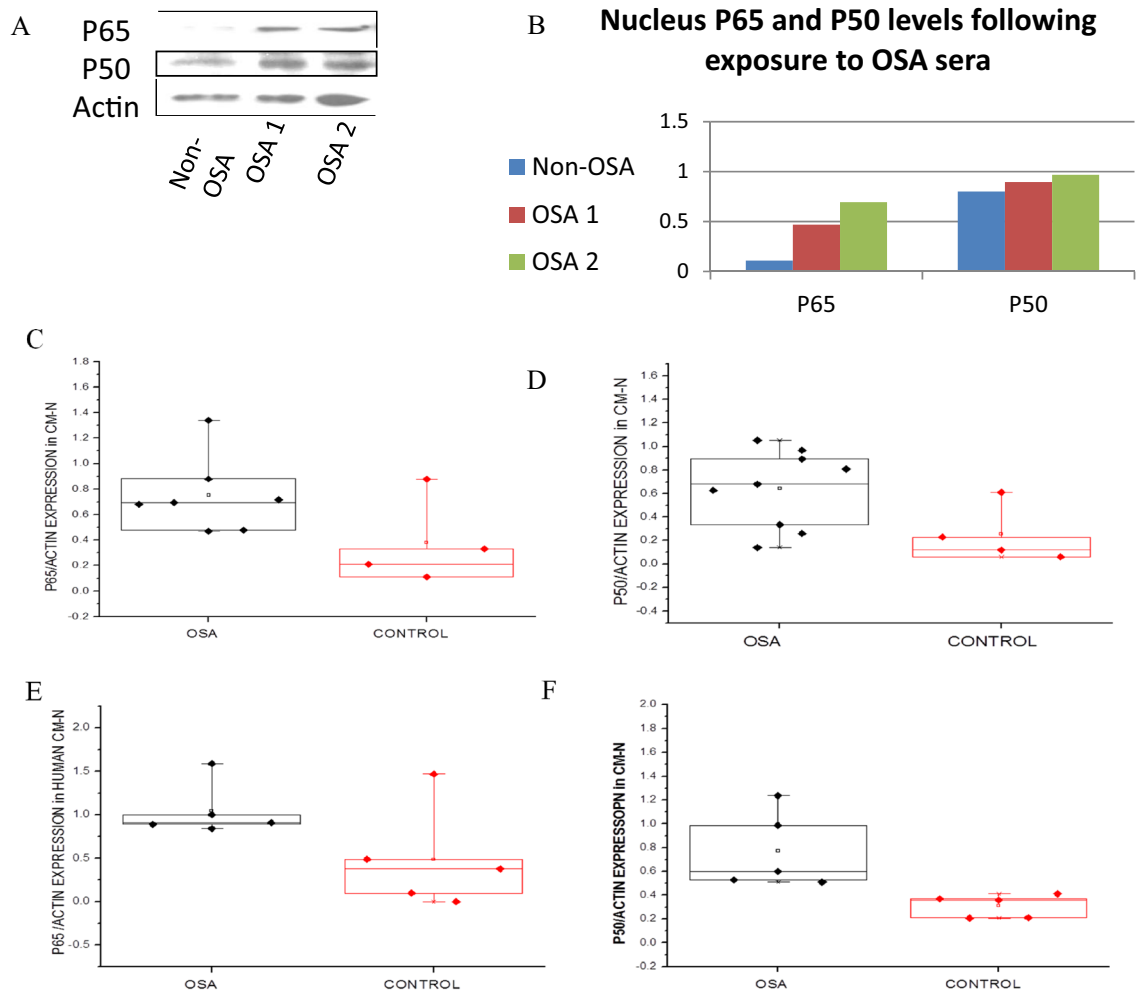 A
P65
P50
Actin
Non-
OSA
OSA 1
OSA 2
B
Nucleus P65 and P50 levels following
exposure to OSA sera
Non-OSA
OSA 1
OSA 2
1.5
1
0.5
0
P65
P50
C
P65/ACTIN EXPRESSION in CM-N
1.8
1.6
1.4
1.2
1.0
0.8
0.6
0.4
0.2
0.0
-0.2
OSA
CONTROL
D
P50/ACTIN EXPRESSION in CM-N
1.6
1.4
1.2
1.0
0.8
0.6
0.4
0.2
0.0
-0.2
-0.4
OSA
CONTROL
E
P65/ACTIN EXPRESSION in HUMAN CM-N
2.0
1.5
1.0
0.5
0.0
-0.5
OSA
CONTROL
F
P50/ACTIN EXPRESSOPN in CM-N
2.0
1.8
1.6
1.4
1.2
1.0
0.8
0.6
0.4
0.2
0.0
-0.2
OSA
CONTROL